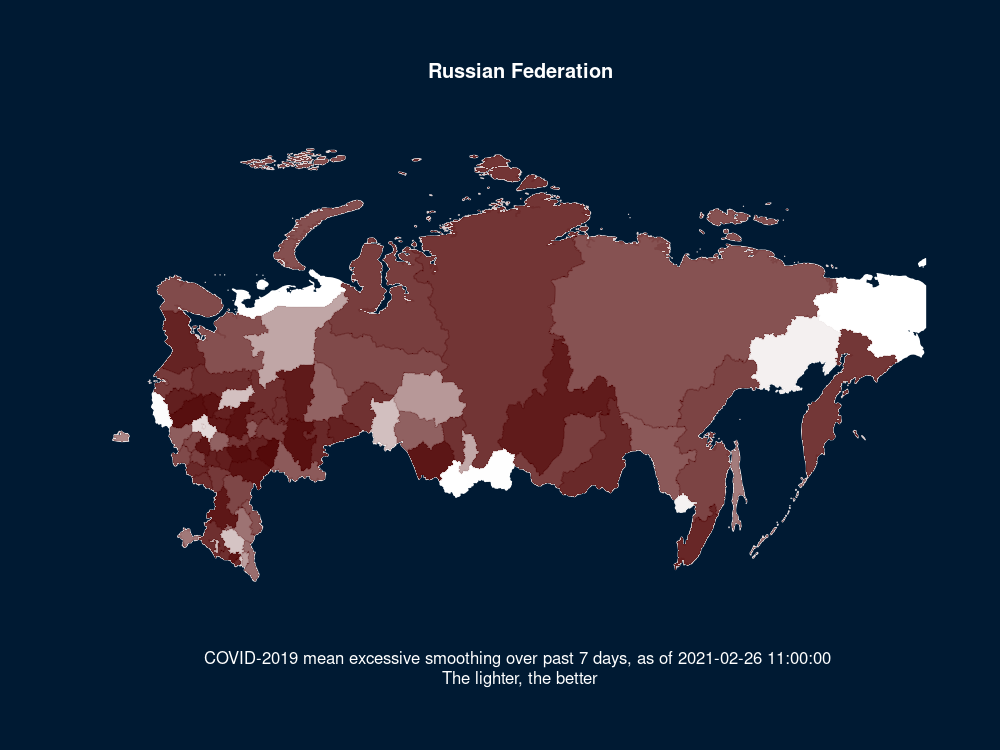 Russian Federation
COVID-2019 mean excessive smoothing over past 7 days, as of 2021-02-26 11:00:00
The lighter, the better